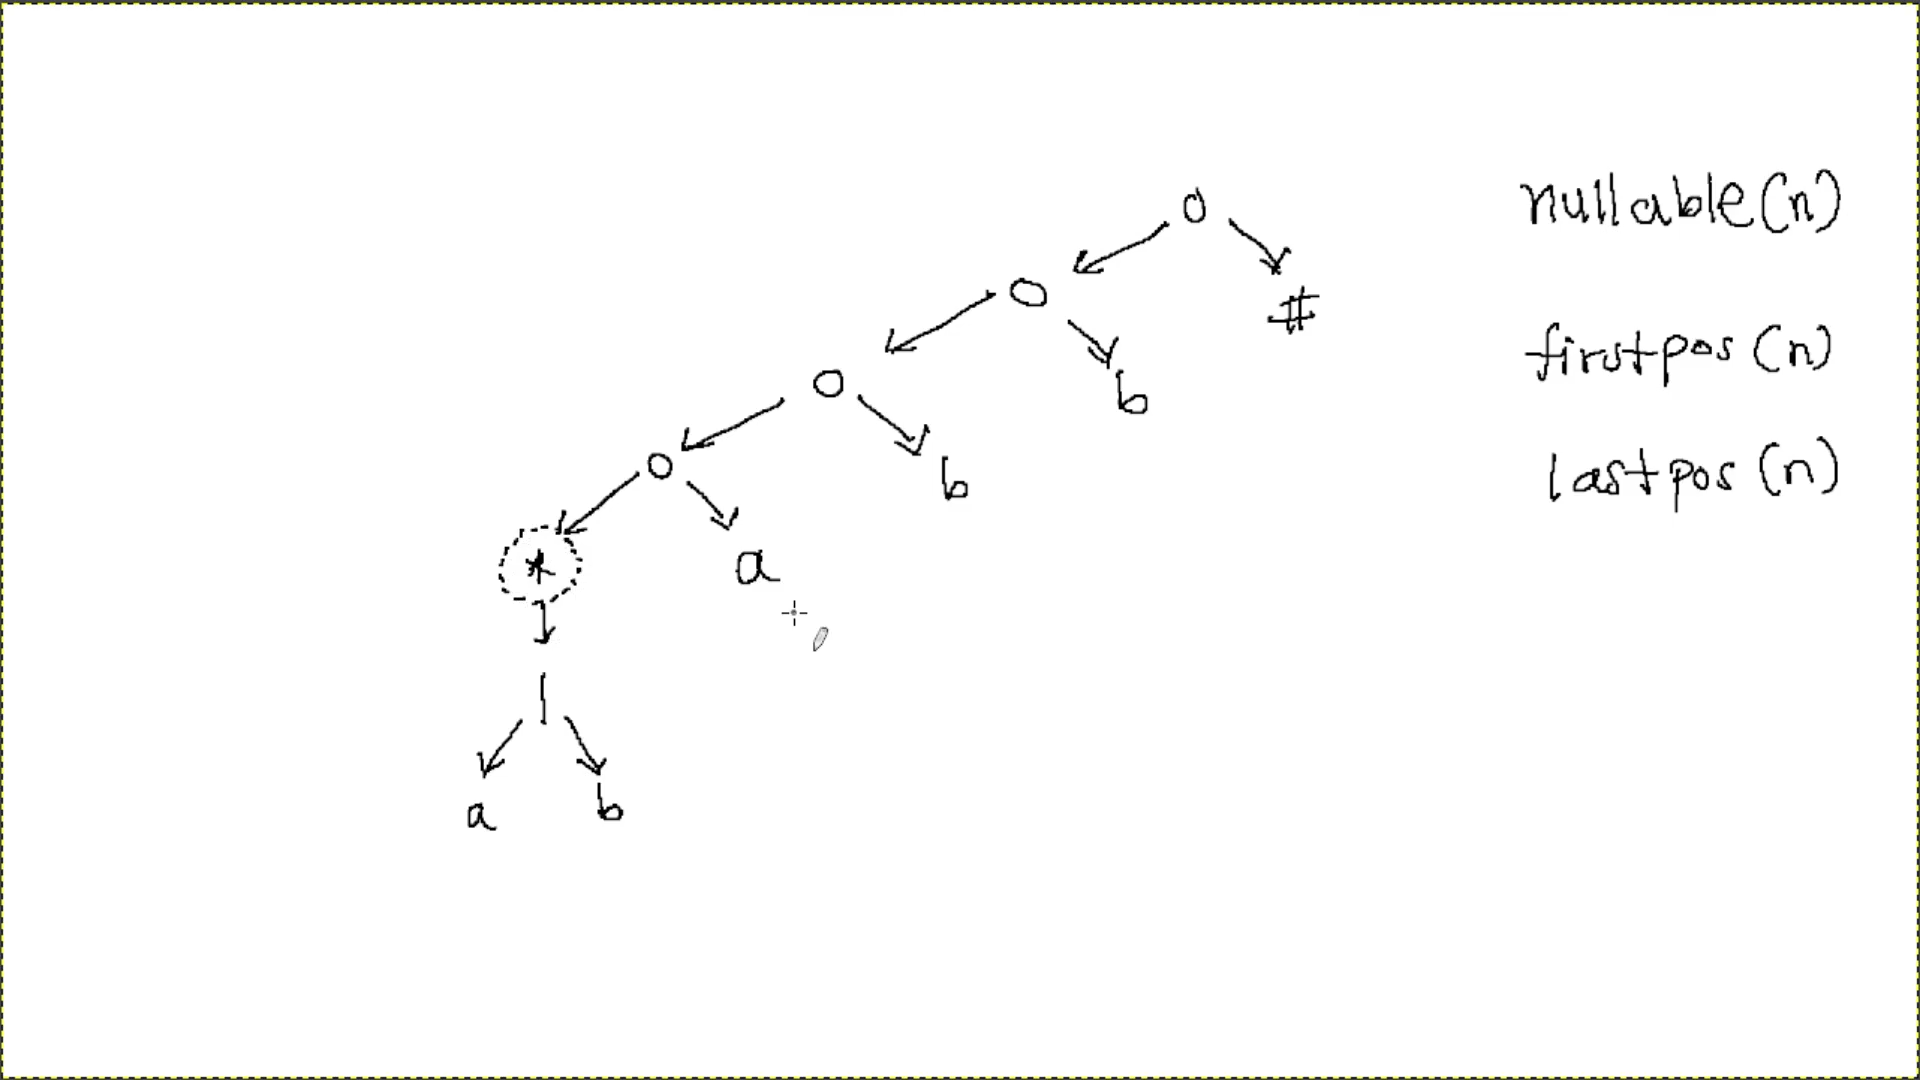 nullable(n)
#
firstpos(n)
b
lastpos(n)
b
*
a
|
a b